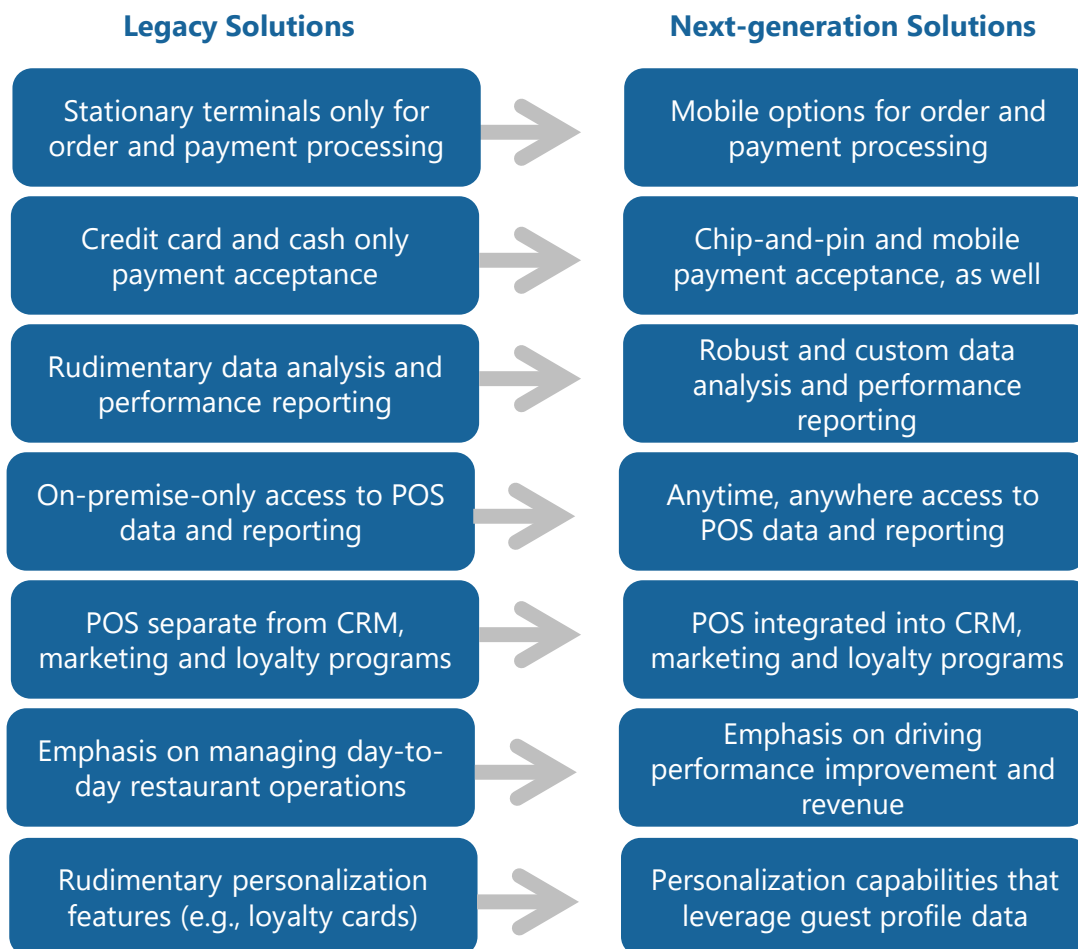 Legacy Solutions
Next-generation Solutions
Stationary terminals only for
order and payment processing
Mobile options for order and
payment processing
Credit card and cash only
payment acceptance
Chip-and-pin and mobile
payment acceptance, as well
Rudimentary data analysis and
performance reporting
Robust and custom data
analysis and performance
reporting
On-premise-only access to POS
data and reporting
Anytime, anywhere access to
POS data and reporting
POS separate from CRM,
marketing and loyalty programs
POS integrated into CRM,
marketing and loyalty programs
Emphasis on managing day-to-
day restaurant operations
Emphasis on driving
performance improvement and
revenue
Rudimentary personalization
features (e.g., loyalty cards)
Personalization capabilities that
leverage guest profile data